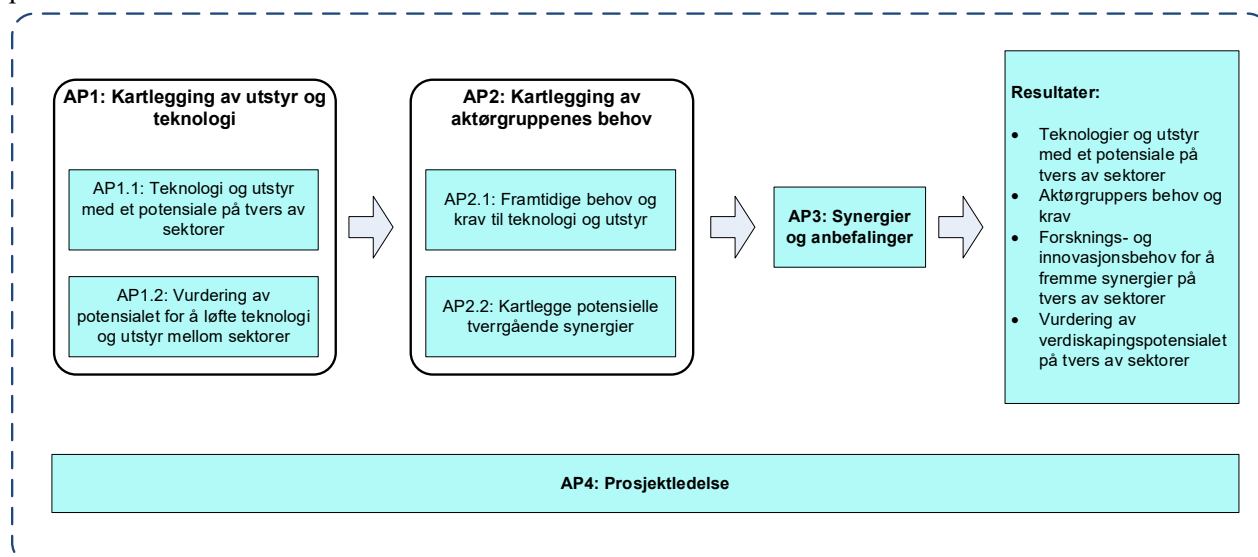 AP1: Kartlegging av utstyr og
teknologi
AP1.1: Teknologi og utstyr
med et potensiale på tvers av
sektorer
AP1.2: Vurdering av
potensialet for å løfte teknologi
og utstyr mellom sektorer
AP2: Kartlegging av
aktørgruppenes behov
AP2.1: Framtidige behov og
krav til teknologi og utstyr
AP2.2: Kartlegge potensielle
tverrgående synergier
AP3: Synergier
og anbefalinger
Resultater:
• Teknologier og utstyr
med et potensiale på
tvers av sektorer
• Aktørgruppers behov og
krav
• Forsknings- og
innovasjonsbehov for å
fremme synergier på
tvers av sektorer
• Vurdering av
verdiskapingspotensialet
på tvers av sektorer
AP4: Prosjektledelse